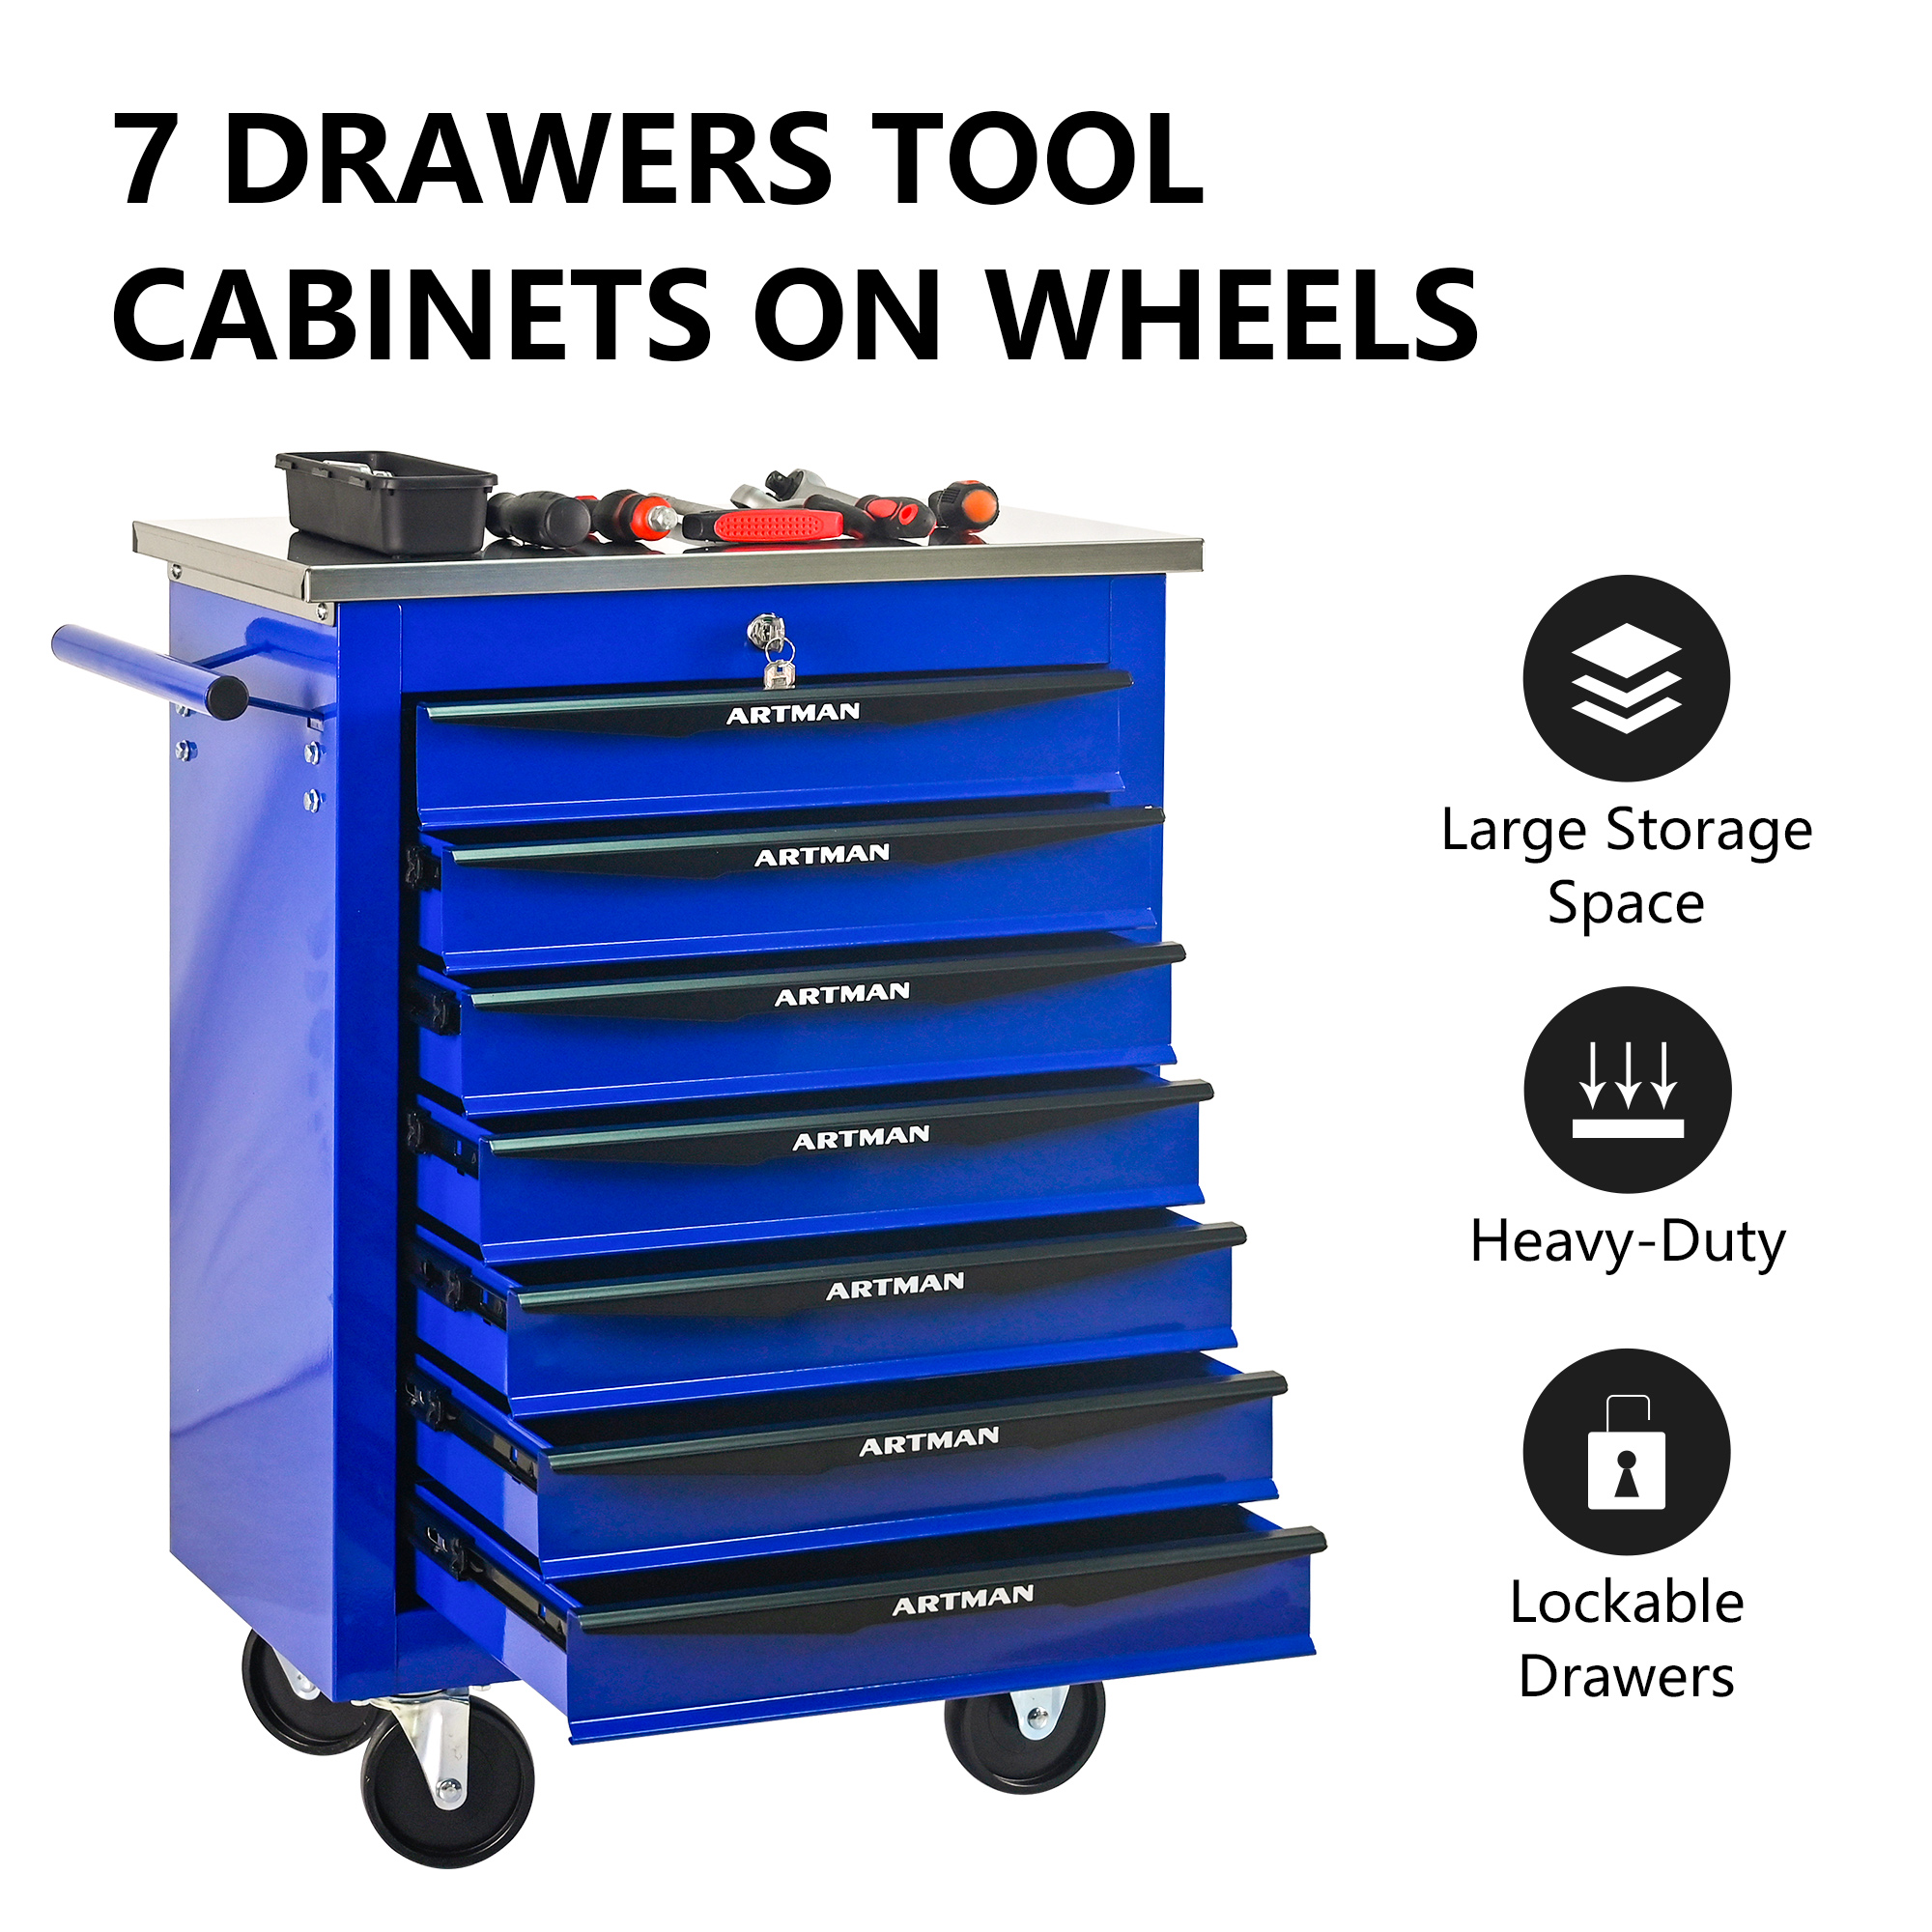 7 DRAWERS TOOL
CABINETS ON WHEELS
ARTMAN
ARTMAN
ARTMAN
ARTMAN
ARTMAN
ARTMAN
ARTMAN
Large Storage
Space
Heavy-Duty
Lockable
Drawers